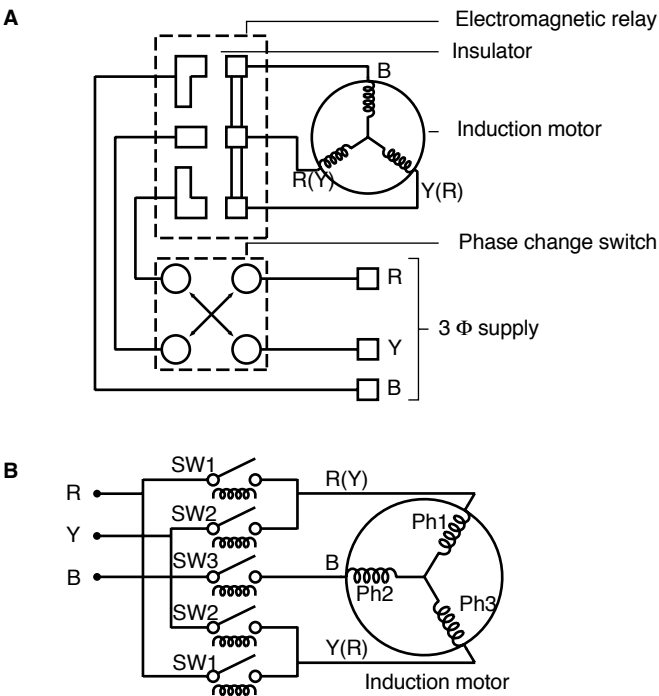 A
Electromagnetic relay
Insulator
B
Induction motor
R(Y)
Y(R)
Phase change switch
R
3 Φ supply
Y
B
B
SW1
R(Y)
R
SW2
Ph1
Y
SW3
B
B
Ph2
Ph3
SW2
Y(R)
SW1
Induction motor